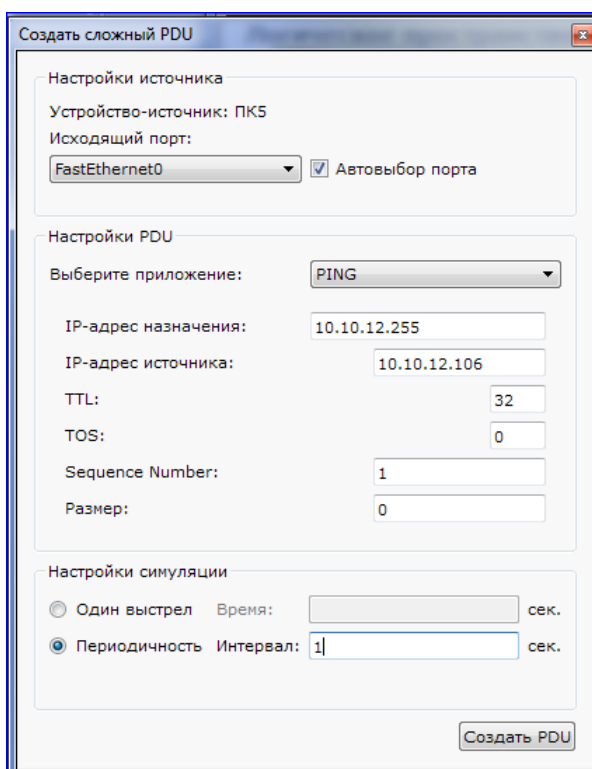 Создать сложный PDU
Настройки источника
Устройство-источник: ПК5
Исходящий порт:
FastEthernet0 Автовыбор порта
Настройки PDU
Выберите приложение: PING
IP-адрес назначения: 10.10.12.255
IP-адрес источника: 10.10.12.106
TTL: 32
TOS: 0
Sequence Number: 1
Размер: 0
Настройки симуляции
Один выстрел Время: сек.
Периодичность Интервал: 1 сек.
Создать PDU